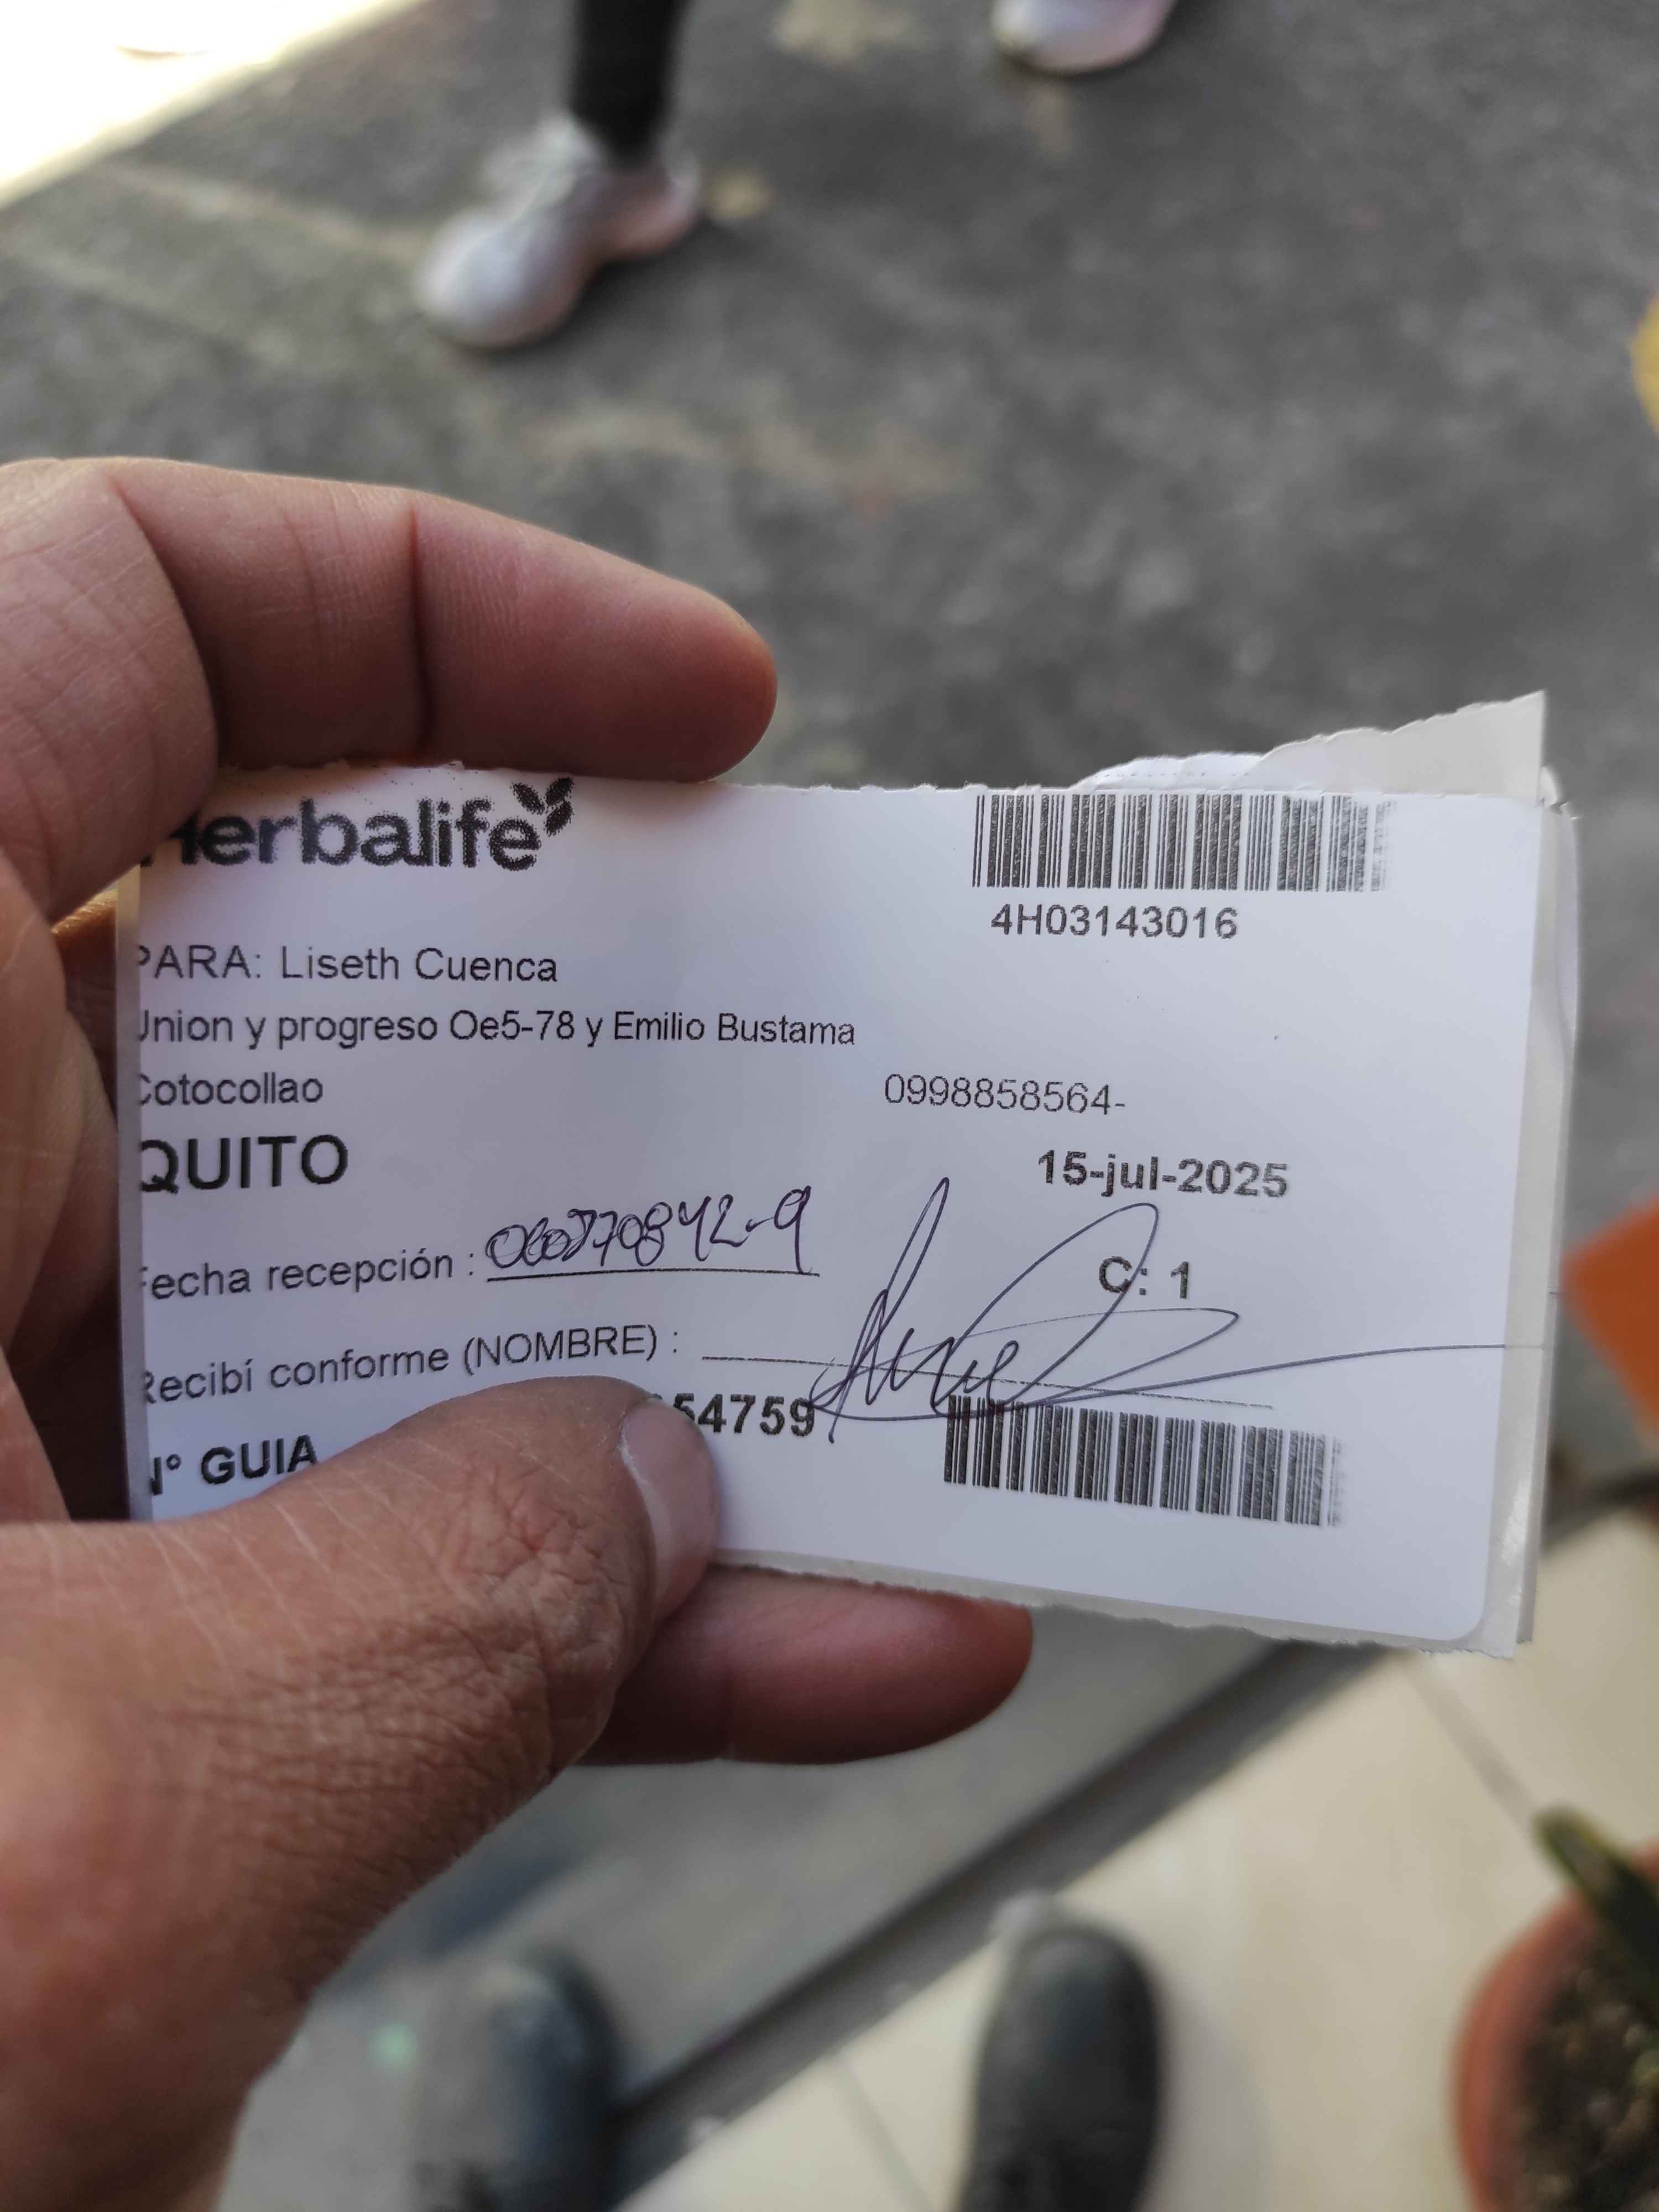 Herbalife
4H03143016
PARA: Liseth Cuenca
Union y progreso Oe5-78 y Emilio Bustama
Cotocollao
0998858564-
QUITO
15-jul-2025
Fecha recepción :
C: 1
Recibí conforme (NOMBRE) :
N° GUIA 54759